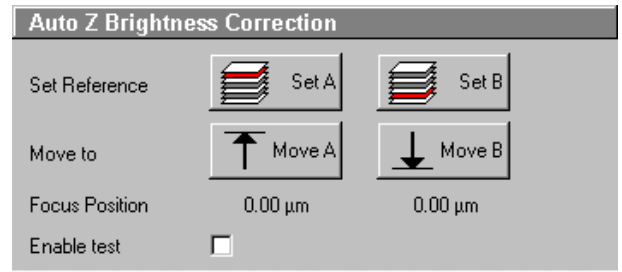 Auto Z Brightness Correction
Set Reference Set A Set B
Move to Move A Move B
Focus Position 0.00 µm 0.00 µm
Enable test